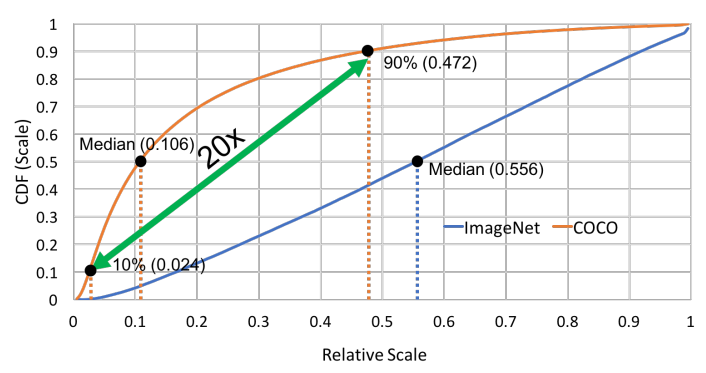 1
0.9
90% (0.472)
0.8
0.7
0.6
Median (0.106)
20x
0.5
Median (0.556)
0.4
0.3
ImageNet
COCO
0.2
10% (0.024)
0.1
0
CDF (Scale)
0 0.1 0.2 0.3 0.4 0.5 0.6 0.7 0.8 0.9 1
Relative Scale